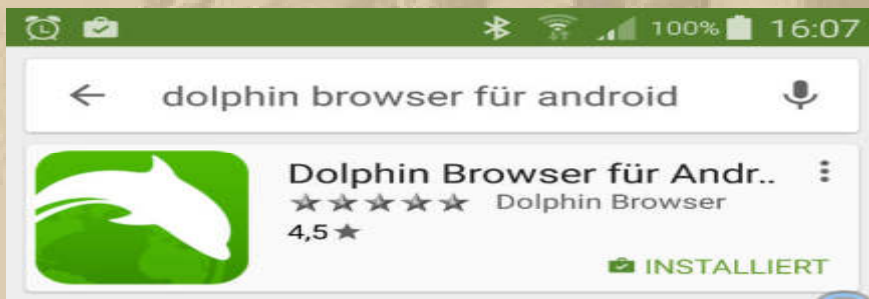 100% 16:07
dolphin browser für android
Dolphin Browser für Andr..
Dolphin Browser
4,5
INSTALLIERT